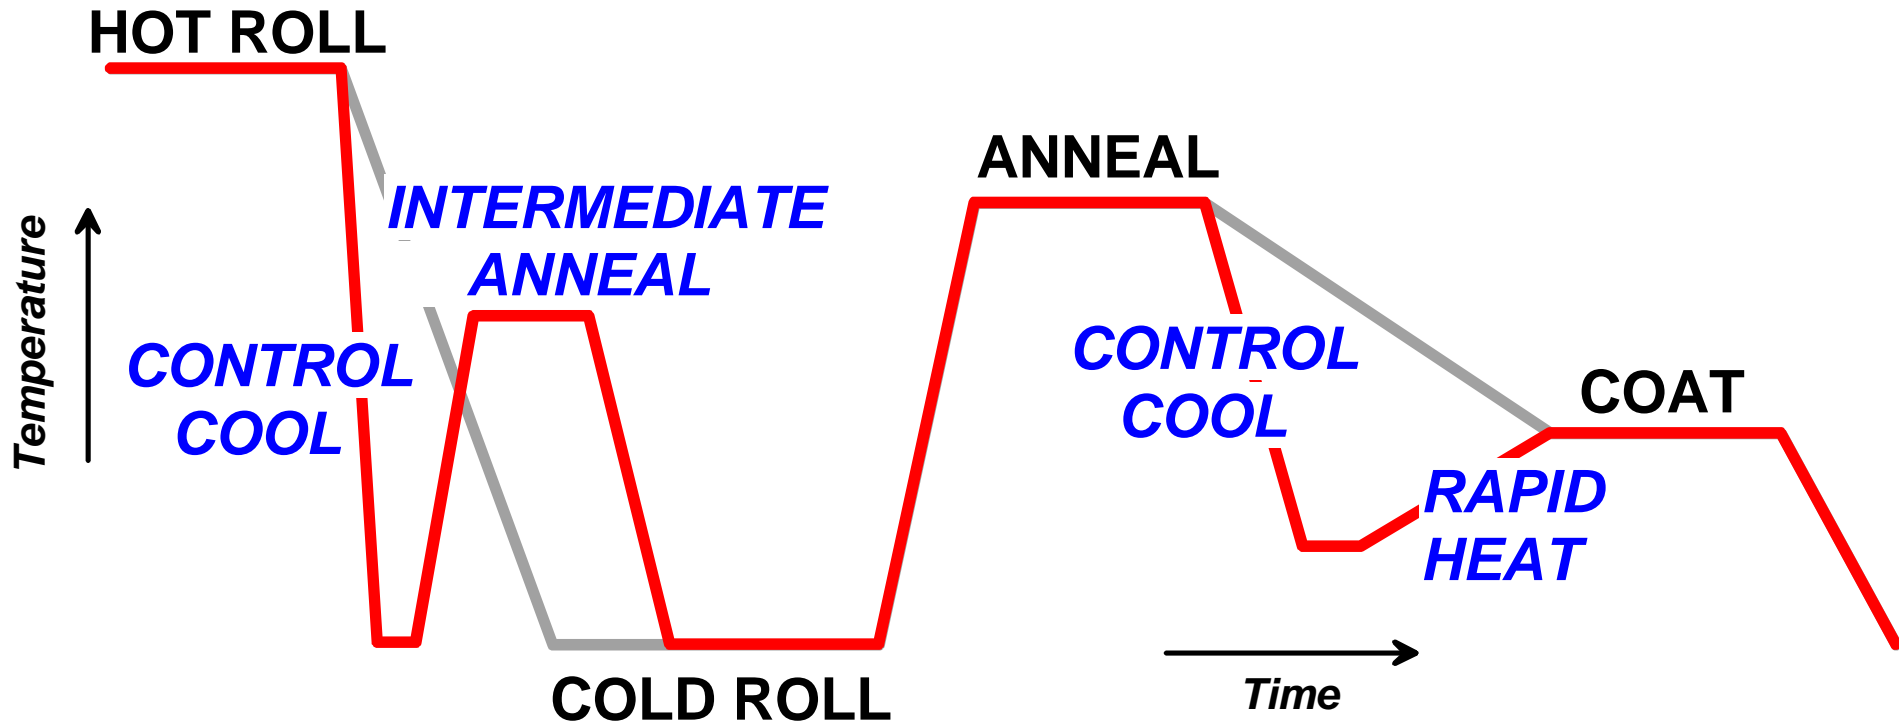 HOT ROLL
ANNEAL
INTERMEDIATE
ANNEAL
Temperature
CONTROL
COOL
CONTROL
COOL
COAT
RAPID
HEAT
COLD ROLL
Time